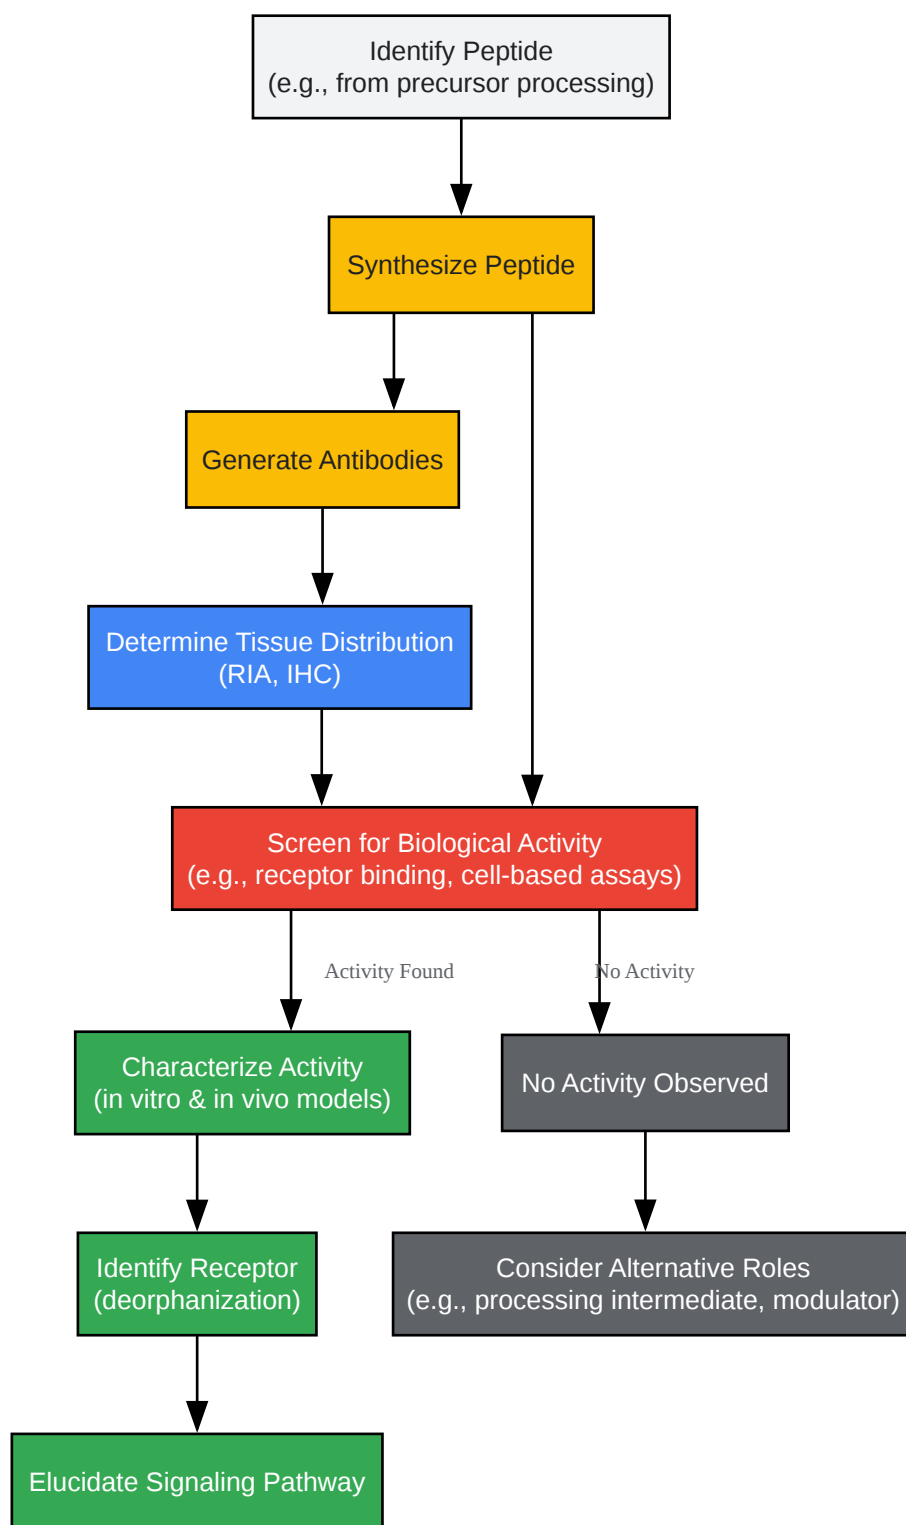 Identify Peptide
(e.g., from precursor processing)
Synthesize Peptide
Generate Antibodies
Determine Tissue Distribution
(RIA, IHC)
Screen for Biological Activity
(e.g., receptor binding, cell-based assays)
Activity Found
No Activity
Characterize Activity
(in vitro & in vivo models)
No Activity Observed
Identify Receptor
(deorphanization)
Consider Alternative Roles
(e.g., processing intermediate, modulator)
Elucidate Signaling Pathway